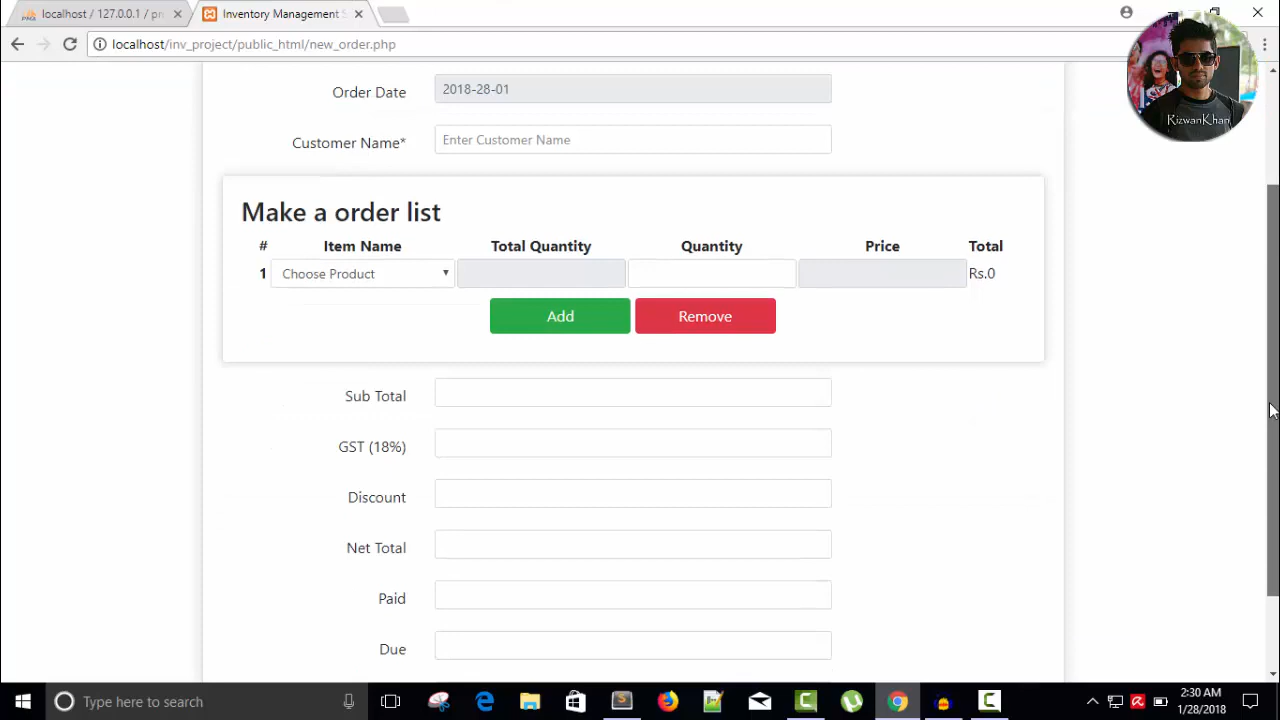 localhost / 127.0.0.1 / pr
Inventory Management S
localhost/inv_project/public_html/new_order.php
RizwanKhan
Order Date 2018-28-01
Customer Name* Enter Customer Name
Make a order list
# Item Name Total Quantity Quantity Price Total
1 Choose Product Rs.0
Add Remove
Sub Total
GST (18%)
Discount
Net Total
Paid
Due
Type here to search
2:30 AM
1/28/2018